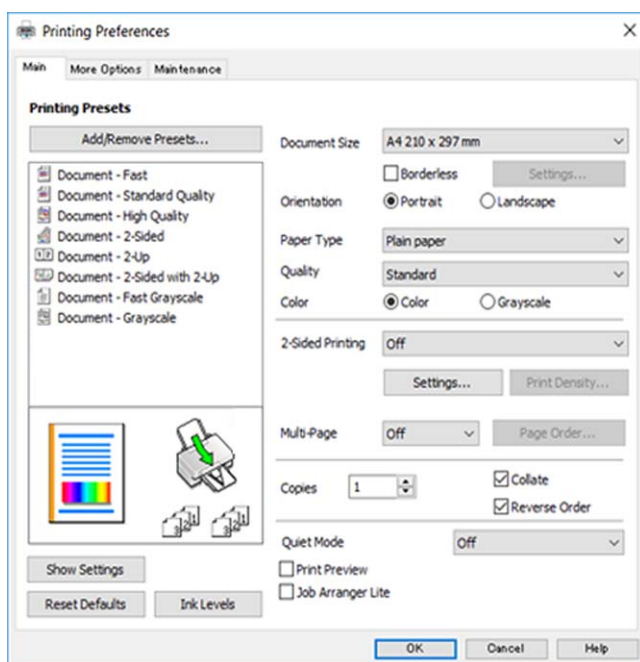 Printing Preferences
Main
More Options
Maintenance
Printing Presets
Add/Remove Presets...
Document - Fast
Document - Standard Quality
Document - High Quality
Document - 2-Sided
Document - 2-Up
Document - 2-Sided with 2-Up
Document - Fast Grayscale
Document - Grayscale
Show Settings
Reset Defaults
Ink Levels
Document Size
A4 210 x 297 mm
Borderless
Settings...
Orientation
Portrait
Landscape
Paper Type
Plain paper
Quality
Standard
Color
Color
Grayscale
2-Sided Printing
Off
Settings...
Print Density...
Multi-Page
Off
Page Order...
Copies
1
Collate
Reverse Order
Quiet Mode
Off
Print Preview
Job Arranger Lite
OK
Cancel
Help